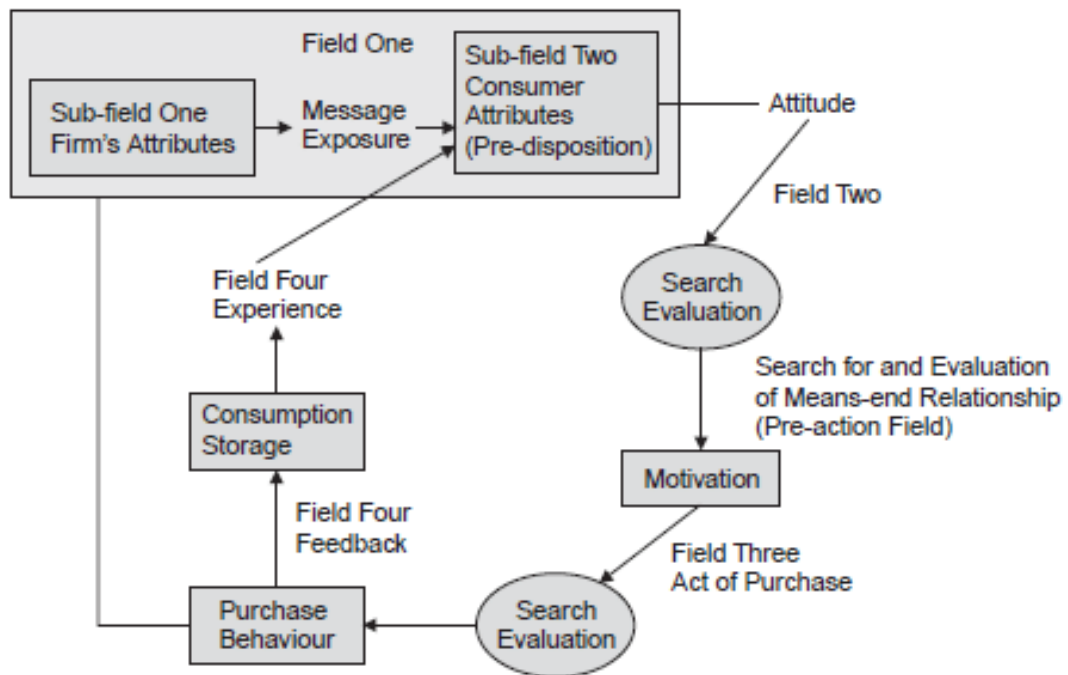 Field One
Sub-field One
Firm's Attributes
Message
Exposure
Sub-field Two
Consumer
Attributes
(Pre-disposition)
Attitude
Field Two
Search
Evaluation
Search for and Evaluation
of Means-end Relationship
(Pre-action Field)
Motivation
Field Three
Act of Purchase
Search
Evaluation
Purchase
Behaviour
Field Four
Feedback
Consumption
Storage
Field Four
Experience